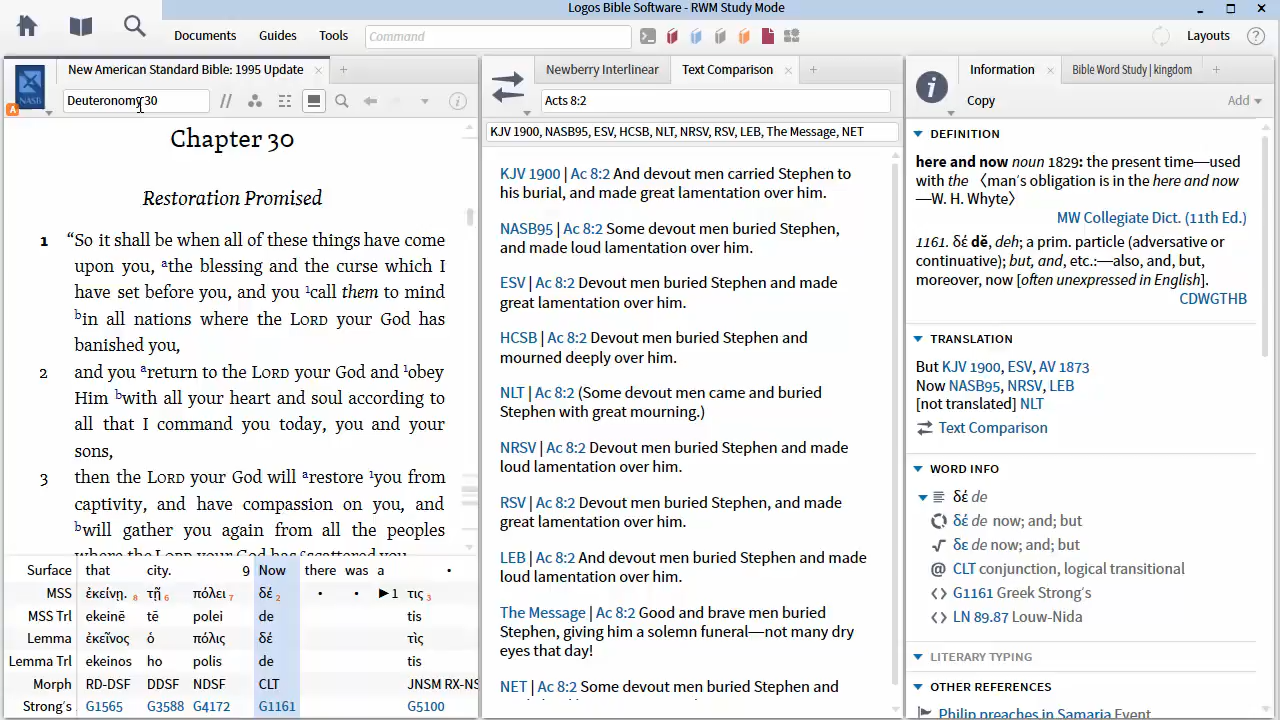 Logos Bible Software - RWM Study Mode
Documents Guides Tools Command Layouts
New American Standard Bible: 1995 Update
Deuteronomy 30
Chapter 30
Restoration Promised
1 “So it shall be when all of these things have come
upon you, ᵃthe blessing and the curse which I
have set before you, and you ¹call them to mind
ᵇin all nations where the LORD your God has
banished you,
2 and you ᵃreturn to the LORD your God and ¹obey
Him ᵇwith all your heart and soul according to
all that I command you today, you and your
sons,
3 then the LORD your God will ᵃrestore ¹you from
captivity, and have compassion on you, and
ᵇwill gather you again from all the peoples
where the LORD your God has ᶜscattered you
Surface that city. 9 Now there was a •
MSS ἐκείνῃ. 8 τῇ 6 πόλει 7 δέ 2 • • ▶1 τις 3
MSS Trl ekeinē tē polei de tis
Lemma ἐκεῖνος ὁ πόλις δέ τὶς
Lemma Trl ekeinos ho polis de tis
Morph RD-DSF DDSF NDSF CLT JNSM RX-NS
Strong's G1565 G3588 G4172 G1161 G5100
Newberry Interlinear Text Comparison
Acts 8:2
KJV 1900, NASB95, ESV, HCSB, NLT, NRSV, RSV, LEB, The Message, NET
KJV 1900 | Ac 8:2 And devout men carried Stephen to
his burial, and made great lamentation over him.
NASB95 | Ac 8:2 Some devout men buried Stephen,
and made loud lamentation over him.
ESV | Ac 8:2 Devout men buried Stephen and made
great lamentation over him.
HCSB | Ac 8:2 Devout men buried Stephen and
mourned deeply over him.
NLT | Ac 8:2 (Some devout men came and buried
Stephen with great mourning.)
NRSV | Ac 8:2 Devout men buried Stephen and made
loud lamentation over him.
RSV | Ac 8:2 Devout men buried Stephen, and made
great lamentation over him.
LEB | Ac 8:2 And devout men buried Stephen and made
loud lamentation over him.
The Message | Ac 8:2 Good and brave men buried
Stephen, giving him a solemn funeral—not many dry
eyes that day!
NET | Ac 8:2 Some devout men buried Stephen and
Information Bible Word Study | kingdom
Copy Add
DEFINITION
here and now noun 1829: the present time—used
with the 〈man's obligation is in the here and now
—W. H. Whyte〉
MW Collegiate Dict. (11th Ed.)
1161. δέ dĕ, deh; a prim. particle (adversative or
continuative); but, and, etc.:—also, and, but,
moreover, now [often unexpressed in English].
CDWGTHB
TRANSLATION
But KJV 1900, ESV, AV 1873
Now NASB95, NRSV, LEB
[not translated] NLT
Text Comparison
WORD INFO
δέ de
δέ de now; and; but
δε de now; and; but
@ CLT conjunction, logical transitional
<> G1161 Greek Strong's
<> LN 89.87 Louw-Nida
LITERARY TYPING
OTHER REFERENCES
Philip preaches in Samaria Event
NASB
A